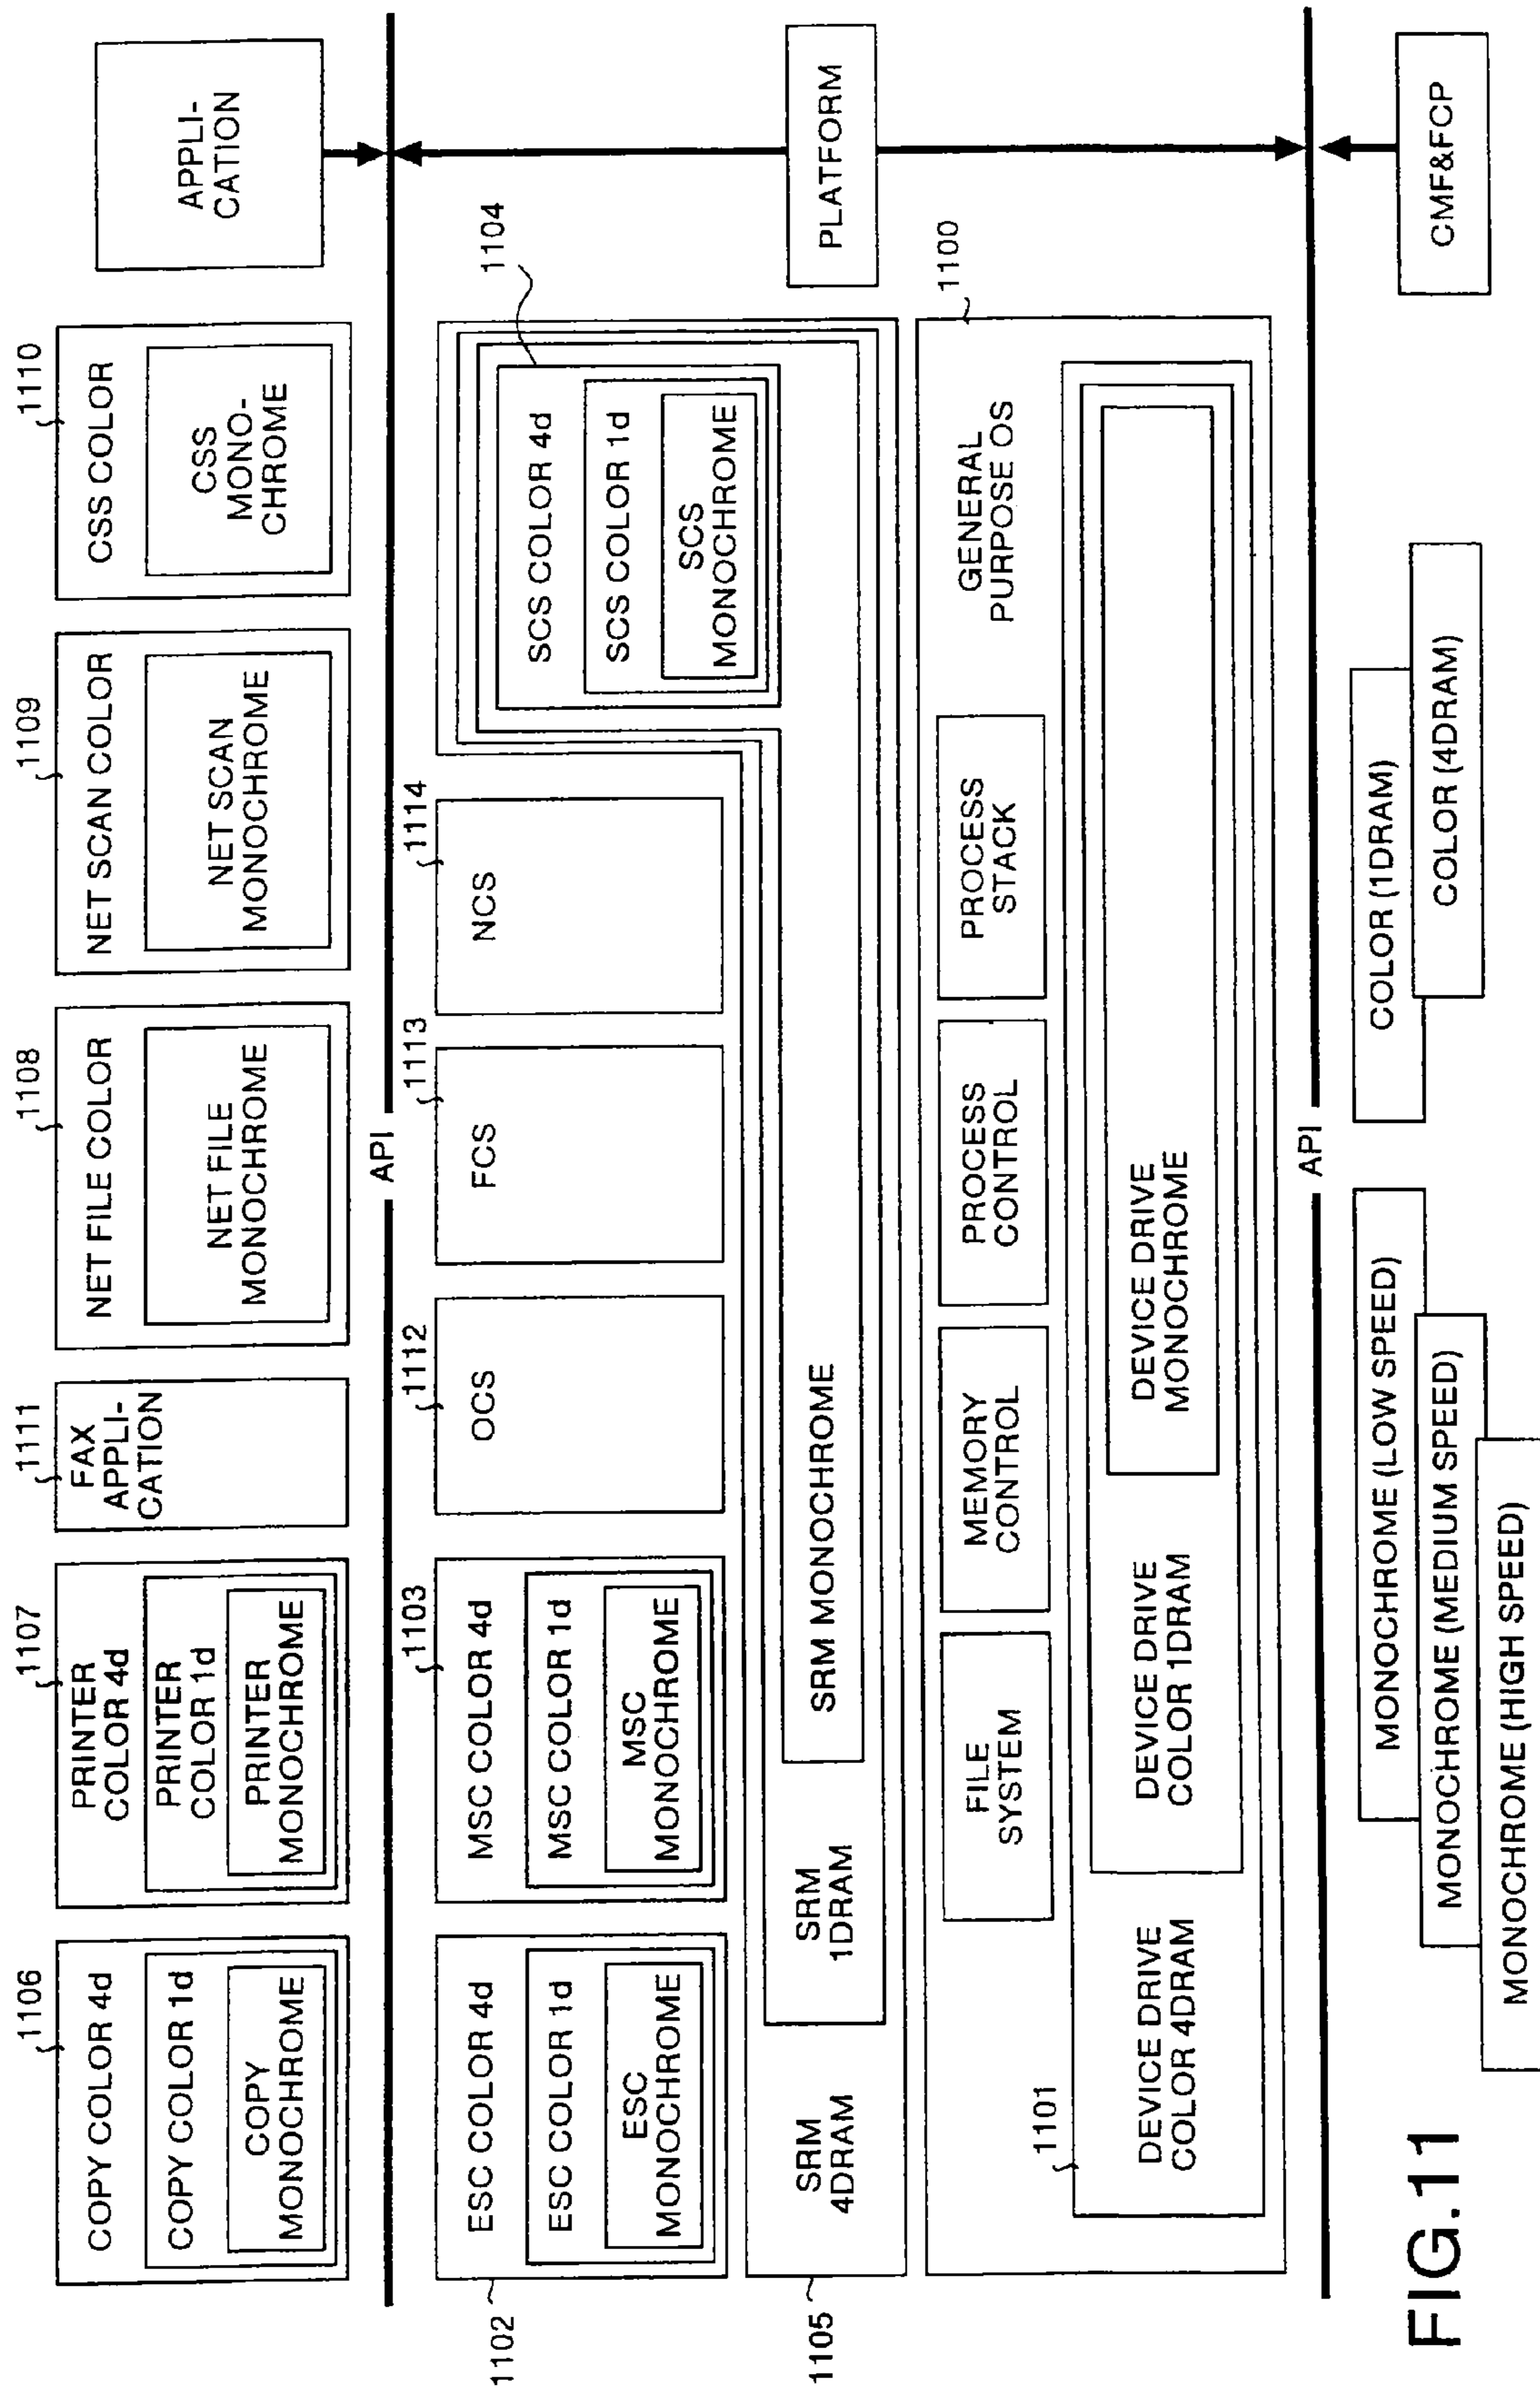 1106
COPY COLOR 4d
COPY COLOR 1d
COPY
MONOCHROME
1107
PRINTER
COLOR 4d
PRINTER
COLOR 1d
PRINTER
MONOCHROME
1111
FAX
APPLI-
CATION
1108
NET FILE COLOR
NET FILE
MONOCHROME
1109
NET SCAN COLOR
NET SCAN
MONOCHROME
1110
CSS COLOR
CSS
MONO-
CHROME
APPLI-
CATION
API
1102
ESC COLOR 4d
ESC COLOR 1d
ESC
MONOCHROME
1103
MSC COLOR 4d
MSC COLOR 1d
MSC
MONOCHROME
1112
OCS
1113
FCS
1114
NCS
1104
SCS COLOR 4d
SCS COLOR 1d
SCS
MONOCHROME
1105
SRM
4DRAM
SRM
1DRAM
SRM MONOCHROME
PLATFORM
1100
FILE
SYSTEM
MEMORY
CONTROL
PROCESS
CONTROL
PROCESS
STACK
GENERAL
PURPOSE OS
1101
DEVICE DRIVE
COLOR 4DRAM
DEVICE DRIVE
COLOR 1DRAM
DEVICE DRIVE
MONOCHROME
API
MONOCHROME (LOW SPEED)
MONOCHROME (MEDIUM SPEED)
MONOCHROME (HIGH SPEED)
COLOR (1DRAM)
COLOR (4DRAM)
CMF&FCP
FIG.11